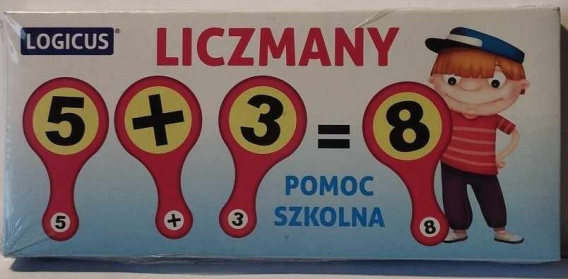 LOGICUS®
LICZMANY
5 + 3 = 8
POMOC
SZKOLNA
5 + 3 8